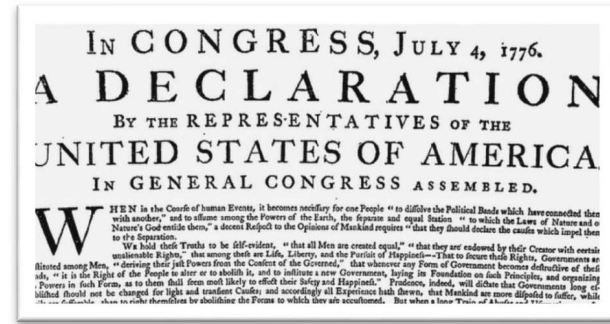 IN CONGRESS, JULY 4, 1776.
A DECLARATION
BY THE REPRESENTATIVES OF THE
UNITED STATES OF AMERICA
IN GENERAL CONGRESS ASSEMBLED.
WHEN in the Course of human Events, it becomes necessary for one People "to dissolve the Political Bands which have connected them
with another," and to assume among the Powers of the Earth, the separate and equal Station "to which the Laws of Nature and of
Nature's God entitle them," a decent Respect to the Opinions of Mankind requires "that they should declare the causes which impel them
to the Separation.
WE hold these Truths to be self-evident, "that all Men are created equal," "that they are endowed by their Creator with certain
unalienable Rights," that among these are Life, Liberty, and the Pursuit of Happiness—That to secure these Rights, Governments are
instituted among Men, "deriving their just Powers from the Consent of the Governed," that whenever any Form of Government becomes destructive of these
"it is the Right of the People to alter or to abolish it, and to institute a new Government, laying its Foundation on such Principles, and organizing
Powers in such Form, as to them shall seem most likely to effect their Safety and Happiness." Prudence, indeed, will dictate that Governments long
should not be changed for light and transient Causes; and accordingly all Experience hath shewn, that Mankind are more disposed to suffer, while
than to right themselves by abolishing the Forms to which they are accustomed. But when a long Train of Abuses and